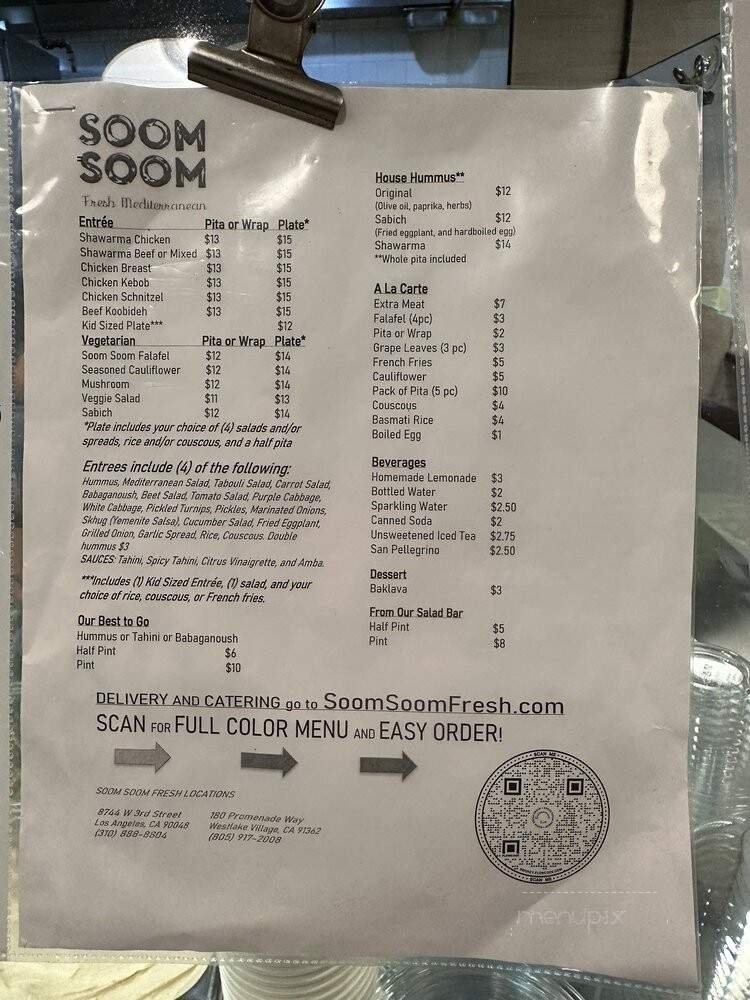 SOOM
SOOM
Fresh Mediterranean
Entrée Pita or Wrap Plate*
Shawarma Chicken $13 $15
Shawarma Beef or Mixed $13 $15
Chicken Breast $13 $15
Chicken Kebob $13 $15
Chicken Schnitzel $13 $15
Beef Koobideh $13 $15
Kid Sized Plate*** $12
Vegetarian Pita or Wrap Plate*
Soom Soom Falafel $12 $14
Seasoned Cauliflower $12 $14
Mushroom $12 $14
Veggie Salad $11 $13
Sabich $12 $14
*Plate includes your choice of (4) salads and/or
spreads, rice and/or couscous, and a half pita
Entrees include (4) of the following:
Hummus, Mediterranean Salad, Tabouli Salad, Carrot Salad,
Babaganoush, Beet Salad, Tomato Salad, Purple Cabbage,
White Cabbage, Pickled Turnips, Pickles, Marinated Onions,
Skhug (Yemenite Salsa), Cucumber Salad, Fried Eggplant,
Grilled Onion, Garlic Spread, Rice, Couscous. Double
hummus $3
SAUCES: Tahini, Spicy Tahini, Citrus Vinaigrette, and Amba.
***Includes (1) Kid Sized Entrée, (1) salad, and your
choice of rice, couscous, or French fries.
Our Best to Go
Hummus or Tahini or Babaganoush
Half Pint $6
Pint $10
House Hummus**
Original $12
(Olive oil, paprika, herbs)
Sabich $12
(Fried eggplant, and hardboiled egg)
Shawarma $14
**Whole pita included
A La Carte
Extra Meat $7
Falafel (4pc) $3
Pita or Wrap $2
Grape Leaves (3 pc) $3
French Fries $5
Cauliflower $5
Pack of Pita (5 pc) $10
Couscous $4
Basmati Rice $4
Boiled Egg $1
Beverages
Homemade Lemonade $3
Bottled Water $2
Sparkling Water $2.50
Canned Soda $2
Unsweetened Iced Tea $2.75
San Pellegrino $2.50
Dessert
Baklava $3
From Our Salad Bar
Half Pint $5
Pint $8
DELIVERY AND CATERING go to SoomSoomFresh.com
SCAN FOR FULL COLOR MENU AND EASY ORDER!
SOOM SOOM FRESH LOCATIONS
8744 W 3rd Street
Los Angeles, CA 90048
(310) 888-8804
180 Promenade Way
Westlake Village, CA 91362
(805) 917-2008
SCAN ME
SCAN ME
menupix